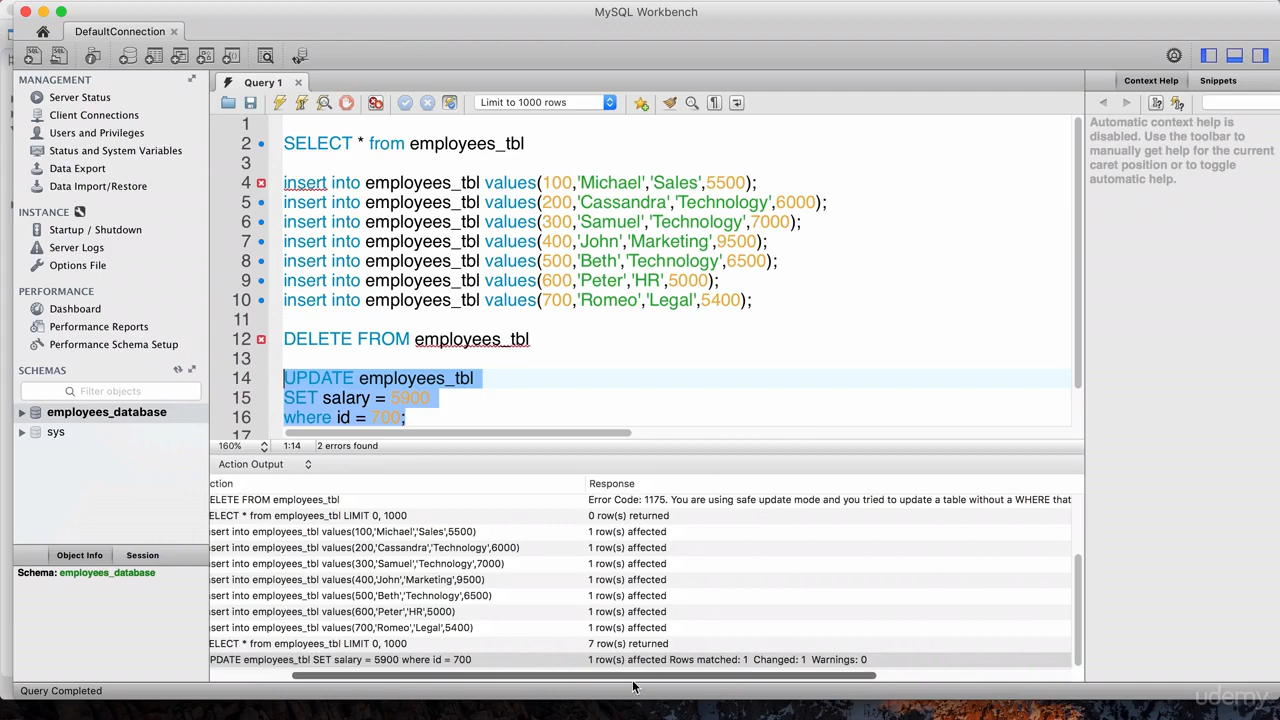 MySQL Workbench
DefaultConnection
MANAGEMENT
Server Status
Client Connections
Users and Privileges
Status and System Variables
Data Export
Data Import/Restore
INSTANCE
Startup / Shutdown
Server Logs
Options File
PERFORMANCE
Dashboard
Performance Reports
Performance Schema Setup
SCHEMAS
Filter objects
employees_database
sys
Object Info Session
Schema: employees_database
Query Completed
Query 1
Limit to 1000 rows
1
2 SELECT * from employees_tbl
3
4 insert into employees_tbl values(100,'Michael','Sales',5500);
5 insert into employees_tbl values(200,'Cassandra','Technology',6000);
6 insert into employees_tbl values(300,'Samuel','Technology',7000);
7 insert into employees_tbl values(400,'John','Marketing',9500);
8 insert into employees_tbl values(500,'Beth','Technology',6500);
9 insert into employees_tbl values(600,'Peter','HR',5000);
10 insert into employees_tbl values(700,'Romeo','Legal',5400);
11
12 DELETE FROM employees_tbl
13
14 UPDATE employees_tbl
15 SET salary = 5900
16 where id = 700;
17
160% 1:14 2 errors found
Action Output
ction Response
ELETE FROM employees_tbl Error Code: 1175. You are using safe update mode and you tried to update a table without a WHERE that
ELECT * from employees_tbl LIMIT 0, 1000 0 row(s) returned
sert into employees_tbl values(100,'Michael','Sales',5500) 1 row(s) affected
sert into employees_tbl values(200,'Cassandra','Technology',6000) 1 row(s) affected
sert into employees_tbl values(300,'Samuel','Technology',7000) 1 row(s) affected
sert into employees_tbl values(400,'John','Marketing',9500) 1 row(s) affected
sert into employees_tbl values(500,'Beth','Technology',6500) 1 row(s) affected
sert into employees_tbl values(600,'Peter','HR',5000) 1 row(s) affected
sert into employees_tbl values(700,'Romeo','Legal',5400) 1 row(s) affected
ELECT * from employees_tbl LIMIT 0, 1000 7 row(s) returned
PDATE employees_tbl SET salary = 5900 where id = 700 1 row(s) affected Rows matched: 1 Changed: 1 Warnings: 0
Context Help Snippets
Automatic context help is
disabled. Use the toolbar to
manually get help for the current
caret position or to toggle
automatic help.
udemy